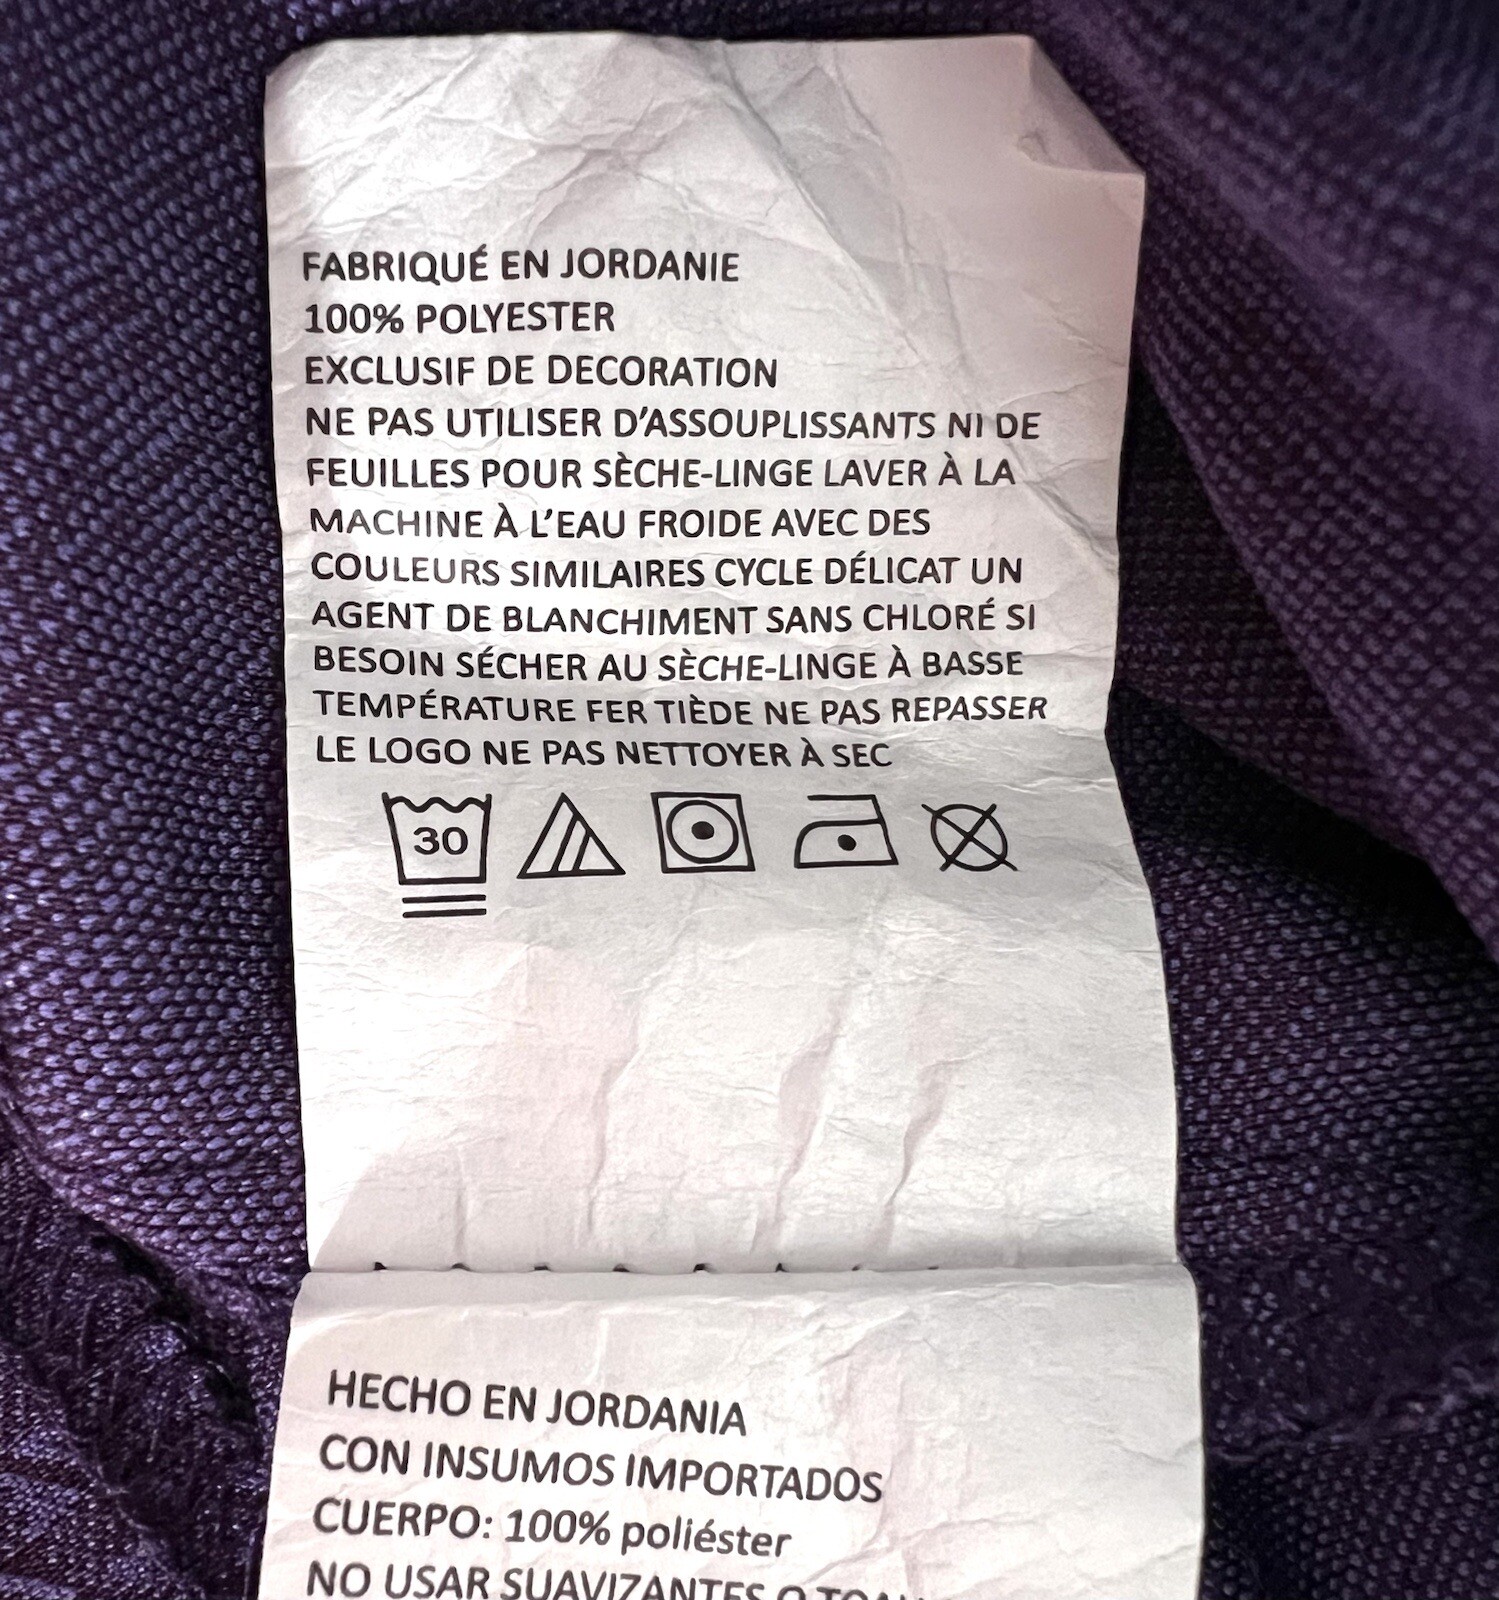 FABRIQUÉ EN JORDANIE
100% POLYESTER
EXCLUSIF DE DECORATION
NE PAS UTILISER D'ASSOUPLISSANTS NI DE
FEUILLES POUR SÈCHE-LINGE LAVER À LA
MACHINE À L'EAU FROIDE AVEC DES
COULEURS SIMILAIRES CYCLE DÉLICAT UN
AGENT DE BLANCHIMENT SANS CHLORÉ SI
BESOIN SÉCHER AU SÈCHE-LINGE À BASSE
TEMPÉRATURE FER TIÈDE NE PAS REPASSER
LE LOGO NE PAS NETTOYER À SEC
30
HECHO EN JORDANIA
CON INSUMOS IMPORTADOS
CUERPO: 100% poliéster
NO USAR SUAVIZANTES O